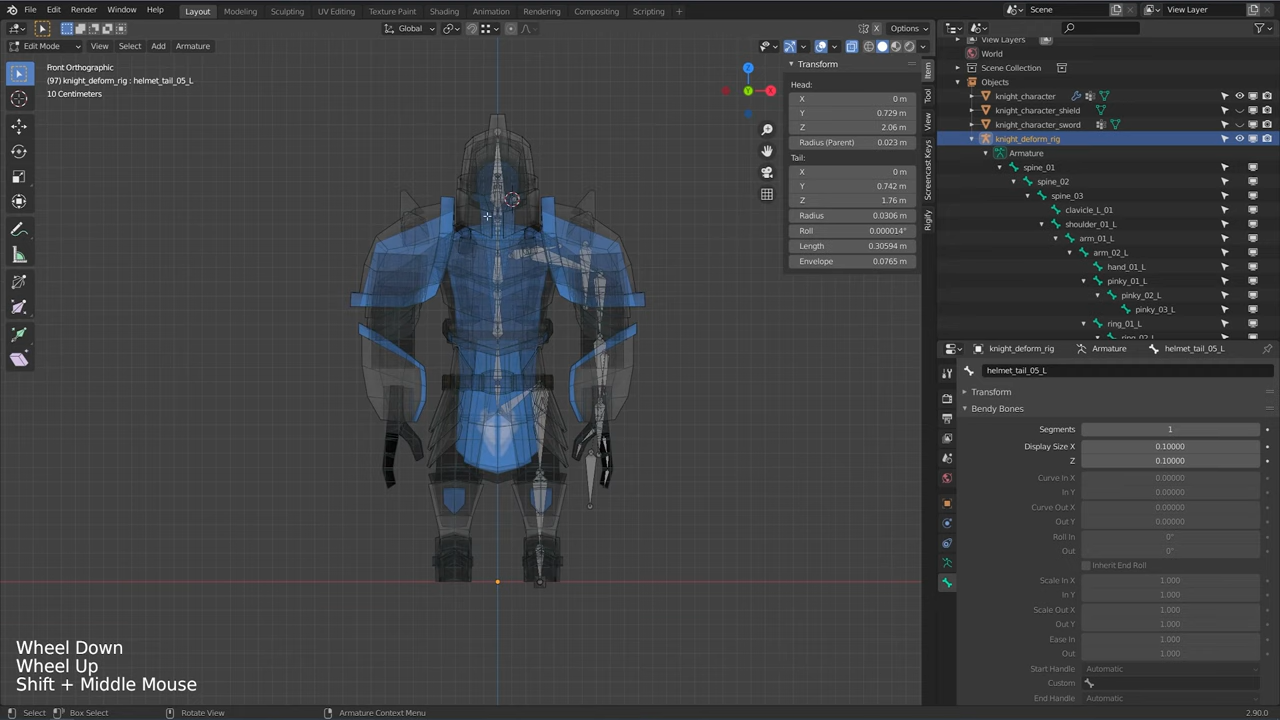 File Edit Render Window Help Layout Modeling Sculpting UV Editing Texture Paint Shading Animation Rendering Compositing Scripting + Scene View Layer
Global Options
Edit Mode View Select Add Armature
Front Orthographic
(97) knight_deform_rig : helmet_tail_05_L
10 Centimeters
Z
Y
X
Transform
Head:
X 0 m
Y 0.729 m
Z 2.06 m
Radius (Parent) 0.023 m
Tail:
X 0 m
Y 0.742 m
Z 1.76 m
Radius 0.0306 m
Roll 0.000014°
Length 0.30594 m
Envelope 0.0765 m
Item
Tool
View
Screencast Keys
Rigify
View Layers
World
Scene Collection
Objects
knight_character
knight_character_shield
knight_character_sword
knight_deform_rig
Armature
spine_01
spine_02
spine_03
clavicle_L_01
shoulder_01_L
arm_01_L
arm_02_L
hand_01_L
pinky_01_L
pinky_02_L
pinky_03_L
ring_01_L
ring_02_L
knight_deform_rig Armature helmet_tail_05_L
helmet_tail_05_L
Transform
Bendy Bones
Segments 1
Display Size X 0.10000
Z 0.10000
Curve In X 0.00000
In Y 0.00000
Curve Out X 0.00000
Out Y 0.00000
Roll In 0°
Out 0°
Inherit End Roll
Scale In X 1.000
In Y 1.000
Scale Out X 1.000
Out Y 1.000
Ease In 1.000
Out 1.000
Start Handle Automatic
Custom
End Handle Automatic
Wheel Down
Wheel Up
Shift + Middle Mouse
Select Box Select Rotate View Armature Context Menu 2.90.0